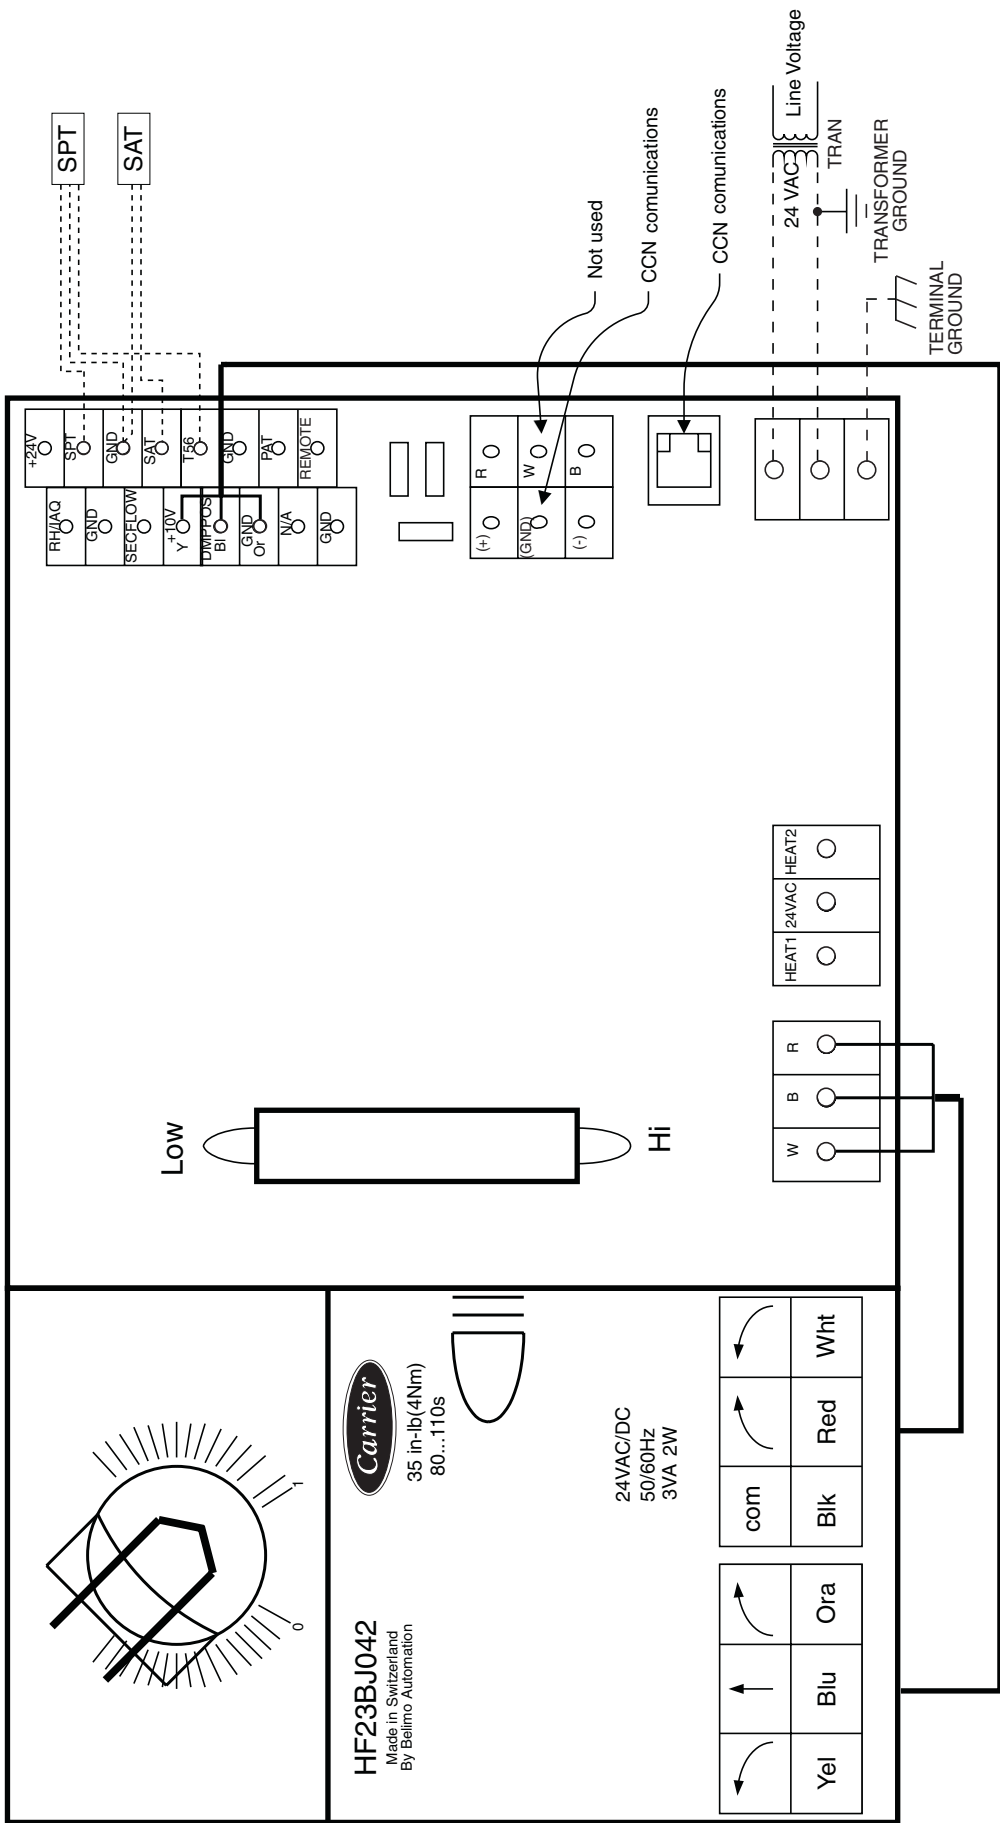 SPT
SAT
+24V
SPT
GND
SAT
T56
GND
PAT
REMOTE
RH/IAQ
GND
SECFLOW
+10V
Y
DMPPOS
Bl
GND
Or
N/A
GND
R
W
B
(+)
(GND)
(-)
Not used
CCN comunications
CCN comunications
Line Voltage
24 VAC
TRAN
TRANSFORMER
GROUND
TERMINAL
GROUND
HEAT1
24VAC
HEAT2
W
B
R
Low
Hi
0
1
HF23BJ042
Made in Switzerland
By Belimo Automation
Carrier
35 in-lb(4Nm)
80...110s
24VAC/DC
50/60Hz
3VA 2W
com
Yel
Blu
Ora
Blk
Red
Wht